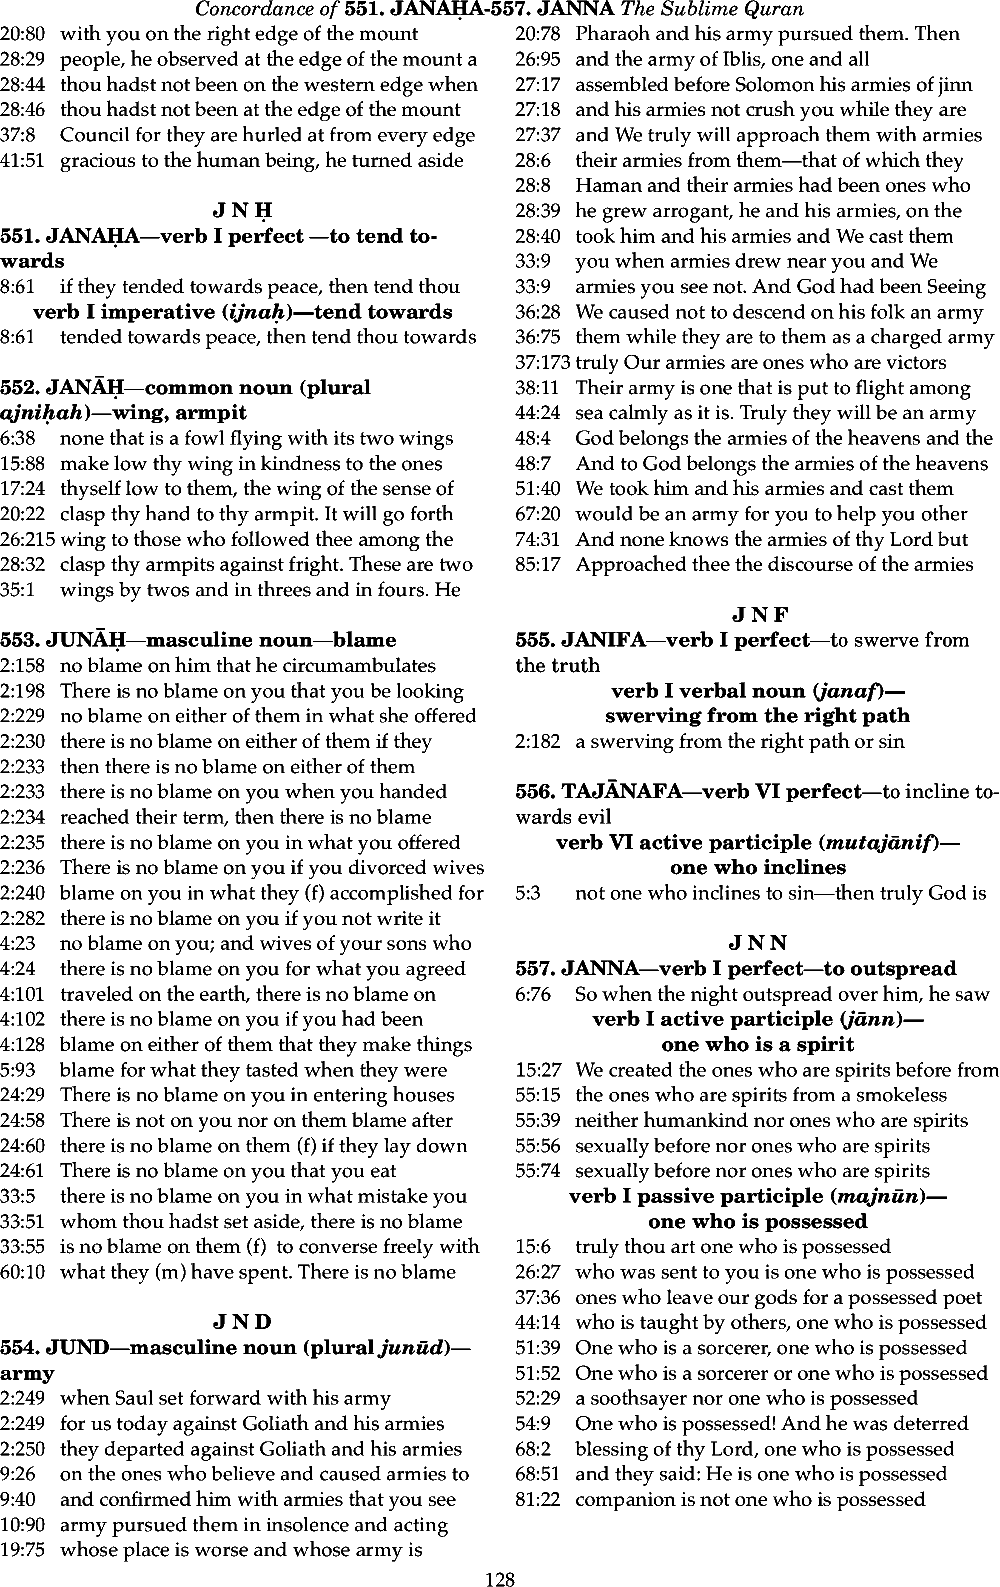 Concordance of 551. JANAḤA-557. JANNA The Sublime Quran
20:80 with you on the right edge of the mount
28:29 people, he observed at the edge of the mount a
28:44 thou hadst not been on the western edge when
28:46 thou hadst not been at the edge of the mount
37:8 Council for they are hurled at from every edge
41:51 gracious to the human being, he turned aside
J N Ḥ
551. JANAḤA—verb I perfect —to tend to-
wards
8:61 if they tended towards peace, then tend thou
verb I imperative (ijnaḥ)—tend towards
8:61 tended towards peace, then tend thou towards
552. JANĀḤ—common noun (plural
ajniḥah)—wing, armpit
6:38 none that is a fowl flying with its two wings
15:88 make low thy wing in kindness to the ones
17:24 thyself low to them, the wing of the sense of
20:22 clasp thy hand to thy armpit. It will go forth
26:215 wing to those who followed thee among the
28:32 clasp thy armpits against fright. These are two
35:1 wings by twos and in threes and in fours. He
553. JUNĀḤ—masculine noun—blame
2:158 no blame on him that he circumambulates
2:198 There is no blame on you that you be looking
2:229 no blame on either of them in what she offered
2:230 there is no blame on either of them if they
2:233 then there is no blame on either of them
2:233 there is no blame on you when you handed
2:234 reached their term, then there is no blame
2:235 there is no blame on you in what you offered
2:236 There is no blame on you if you divorced wives
2:240 blame on you in what they (f) accomplished for
2:282 there is no blame on you if you not write it
4:23 no blame on you; and wives of your sons who
4:24 there is no blame on you for what you agreed
4:101 traveled on the earth, there is no blame on
4:102 there is no blame on you if you had been
4:128 blame on either of them that they make things
5:93 blame for what they tasted when they were
24:29 There is no blame on you in entering houses
24:58 There is not on you nor on them blame after
24:60 there is no blame on them (f) if they lay down
24:61 There is no blame on you that you eat
33:5 there is no blame on you in what mistake you
33:51 whom thou hadst set aside, there is no blame
33:55 is no blame on them (f) to converse freely with
60:10 what they (m) have spent. There is no blame
J N D
554. JUND—masculine noun (plural junūd)—
army
2:249 when Saul set forward with his army
2:249 for us today against Goliath and his armies
2:250 they departed against Goliath and his armies
9:26 on the ones who believe and caused armies to
9:40 and confirmed him with armies that you see
10:90 army pursued them in insolence and acting
19:75 whose place is worse and whose army is
20:78 Pharaoh and his army pursued them. Then
26:95 and the army of Iblis, one and all
27:17 assembled before Solomon his armies of jinn
27:18 and his armies not crush you while they are
27:37 and We truly will approach them with armies
28:6 their armies from them—that of which they
28:8 Haman and their armies had been ones who
28:39 he grew arrogant, he and his armies, on the
28:40 took him and his armies and We cast them
33:9 you when armies drew near you and We
33:9 armies you see not. And God had been Seeing
36:28 We caused not to descend on his folk an army
36:75 them while they are to them as a charged army
37:173 truly Our armies are ones who are victors
38:11 Their army is one that is put to flight among
44:24 sea calmly as it is. Truly they will be an army
48:4 God belongs the armies of the heavens and the
48:7 And to God belongs the armies of the heavens
51:40 We took him and his armies and cast them
67:20 would be an army for you to help you other
74:31 And none knows the armies of thy Lord but
85:17 Approached thee the discourse of the armies
J N F
555. JANIFA—verb I perfect—to swerve from
the truth
verb I verbal noun (janaf)—
swerving from the right path
2:182 a swerving from the right path or sin
556. TAJĀNAFA—verb VI perfect—to incline to-
wards evil
verb VI active participle (mutajānif)—
one who inclines
5:3 not one who inclines to sin—then truly God is
J N N
557. JANNA—verb I perfect—to outspread
6:76 So when the night outspread over him, he saw
verb I active participle (jānn)—
one who is a spirit
15:27 We created the ones who are spirits before from
55:15 the ones who are spirits from a smokeless
55:39 neither humankind nor ones who are spirits
55:56 sexually before nor ones who are spirits
55:74 sexually before nor ones who are spirits
verb I passive participle (majnūn)—
one who is possessed
15:6 truly thou art one who is possessed
26:27 who was sent to you is one who is possessed
37:36 ones who leave our gods for a possessed poet
44:14 who is taught by others, one who is possessed
51:39 One who is a sorcerer, one who is possessed
51:52 One who is a sorcerer or one who is possessed
52:29 a soothsayer nor one who is possessed
54:9 One who is possessed! And he was deterred
68:2 blessing of thy Lord, one who is possessed
68:51 and they said: He is one who is possessed
81:22 companion is not one who is possessed
128